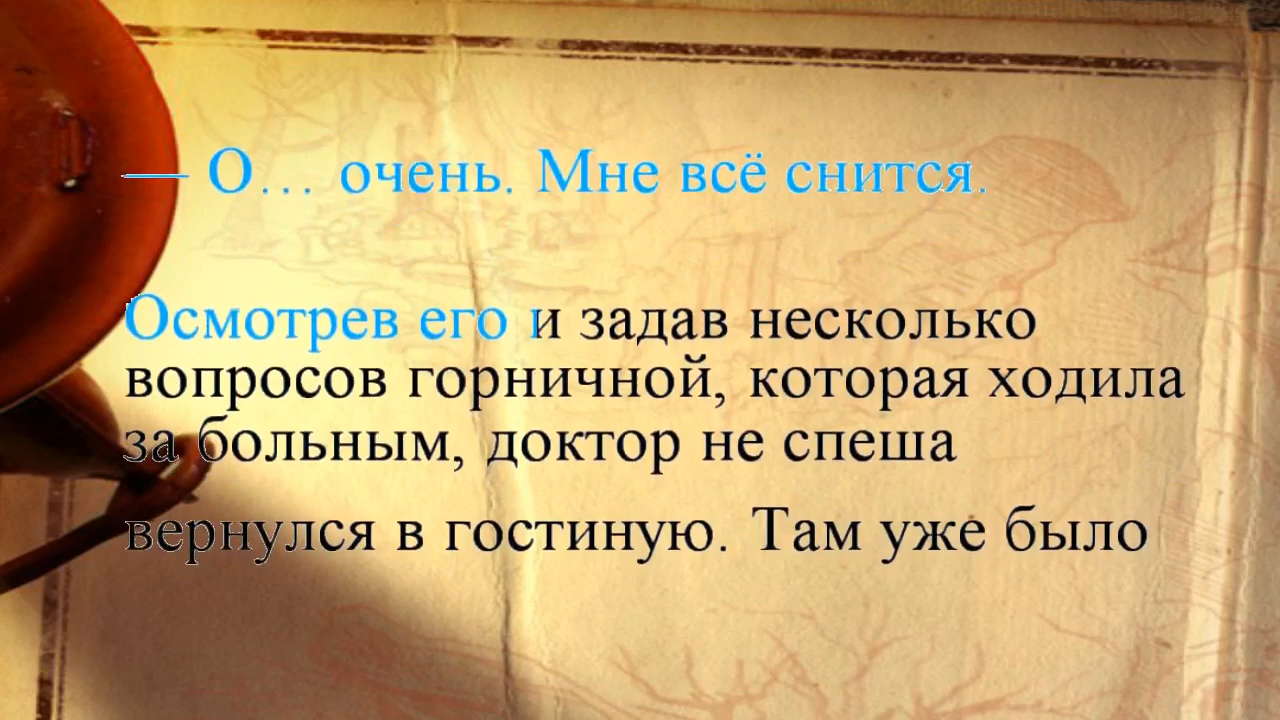 — О… очень. Мне всё снится.
Осмотрев его и задав несколько
вопросов горничной, которая ходила
за больным, доктор не спеша
вернулся в гостиную. Там уже было